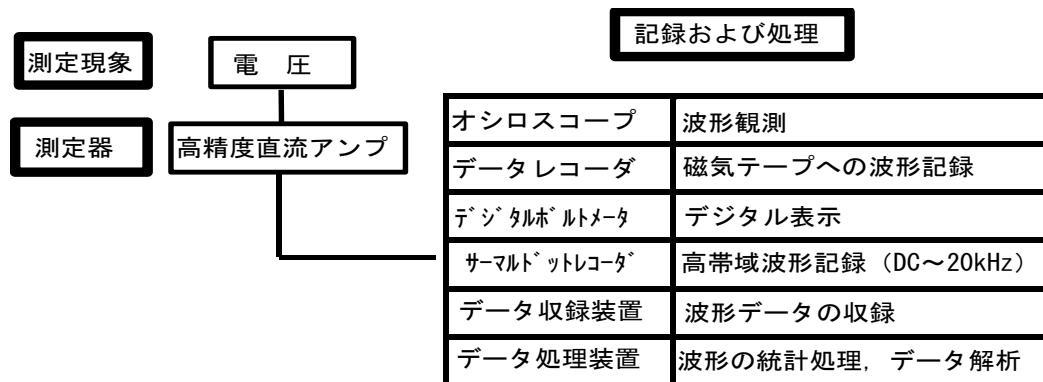 記録および処理
測定現象
電 圧
測定器
高精度直流アンプ
オシロスコープ 波形観測
データレコーダ 磁気テープへの波形記録
ﾃﾞｼﾞﾀﾙﾎﾞﾙﾄﾒｰﾀ デジタル表示
ｻｰﾏﾙﾄﾞｯﾄﾚｺｰﾀﾞ 高帯域波形記録（DC～20kHz）
データ収録装置 波形データの収録
データ処理装置 波形の統計処理，データ解析